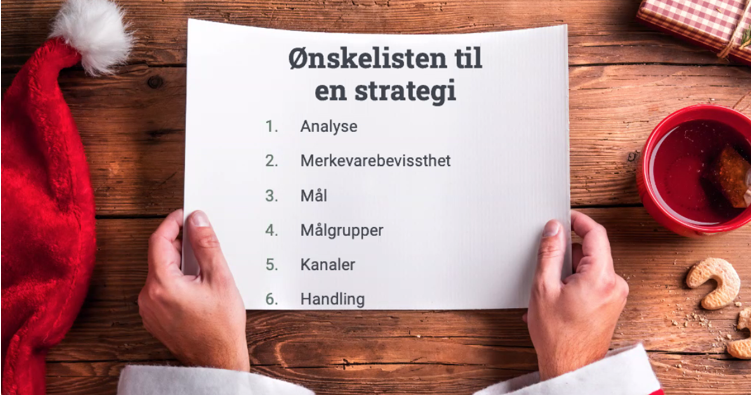 Ønskelisten til
en strategi
1. Analyse
2. Merkevarebevissthet
3. Mål
4. Målgrupper
5. Kanaler
6. Handling